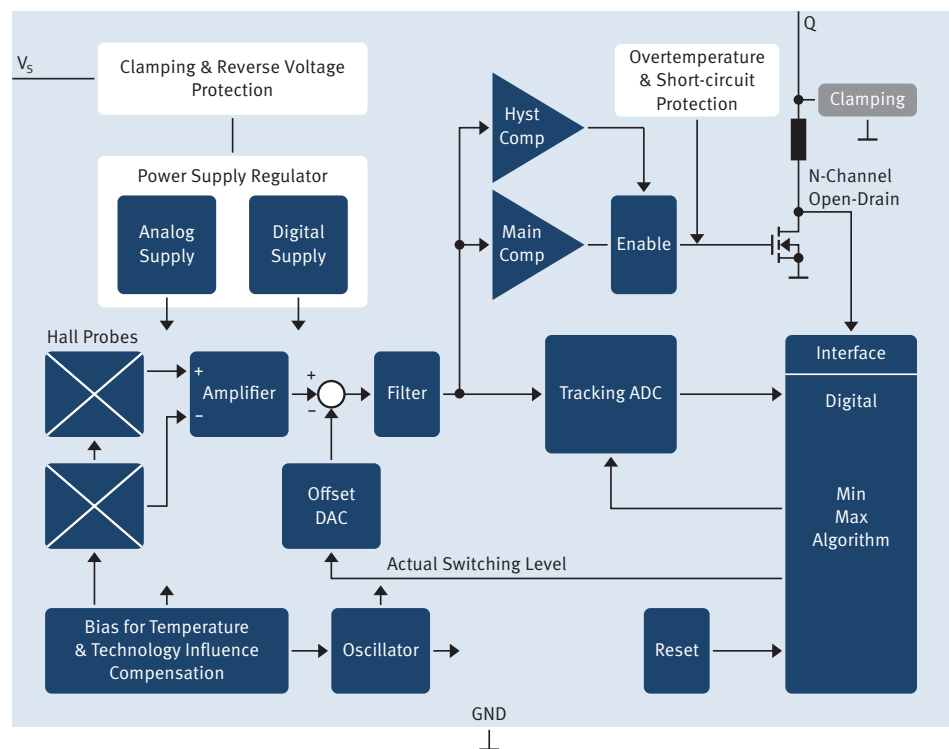 Q
VS
Clamping & Reverse Voltage
Protection
Overtemperature
& Short-circuit
Protection
Clamping
Hyst
Comp
N-Channel
Open-Drain
Power Supply Regulator
Analog
Supply
Digital
Supply
Main
Comp
Enable
Hall Probes
+
−
Amplifier
+
−
Filter
Tracking ADC
Interface
Digital
Min
Max
Algorithm
Offset
DAC
Actual Switching Level
Bias for Temperature
& Technology Influence
Compensation
Oscillator
Reset
GND